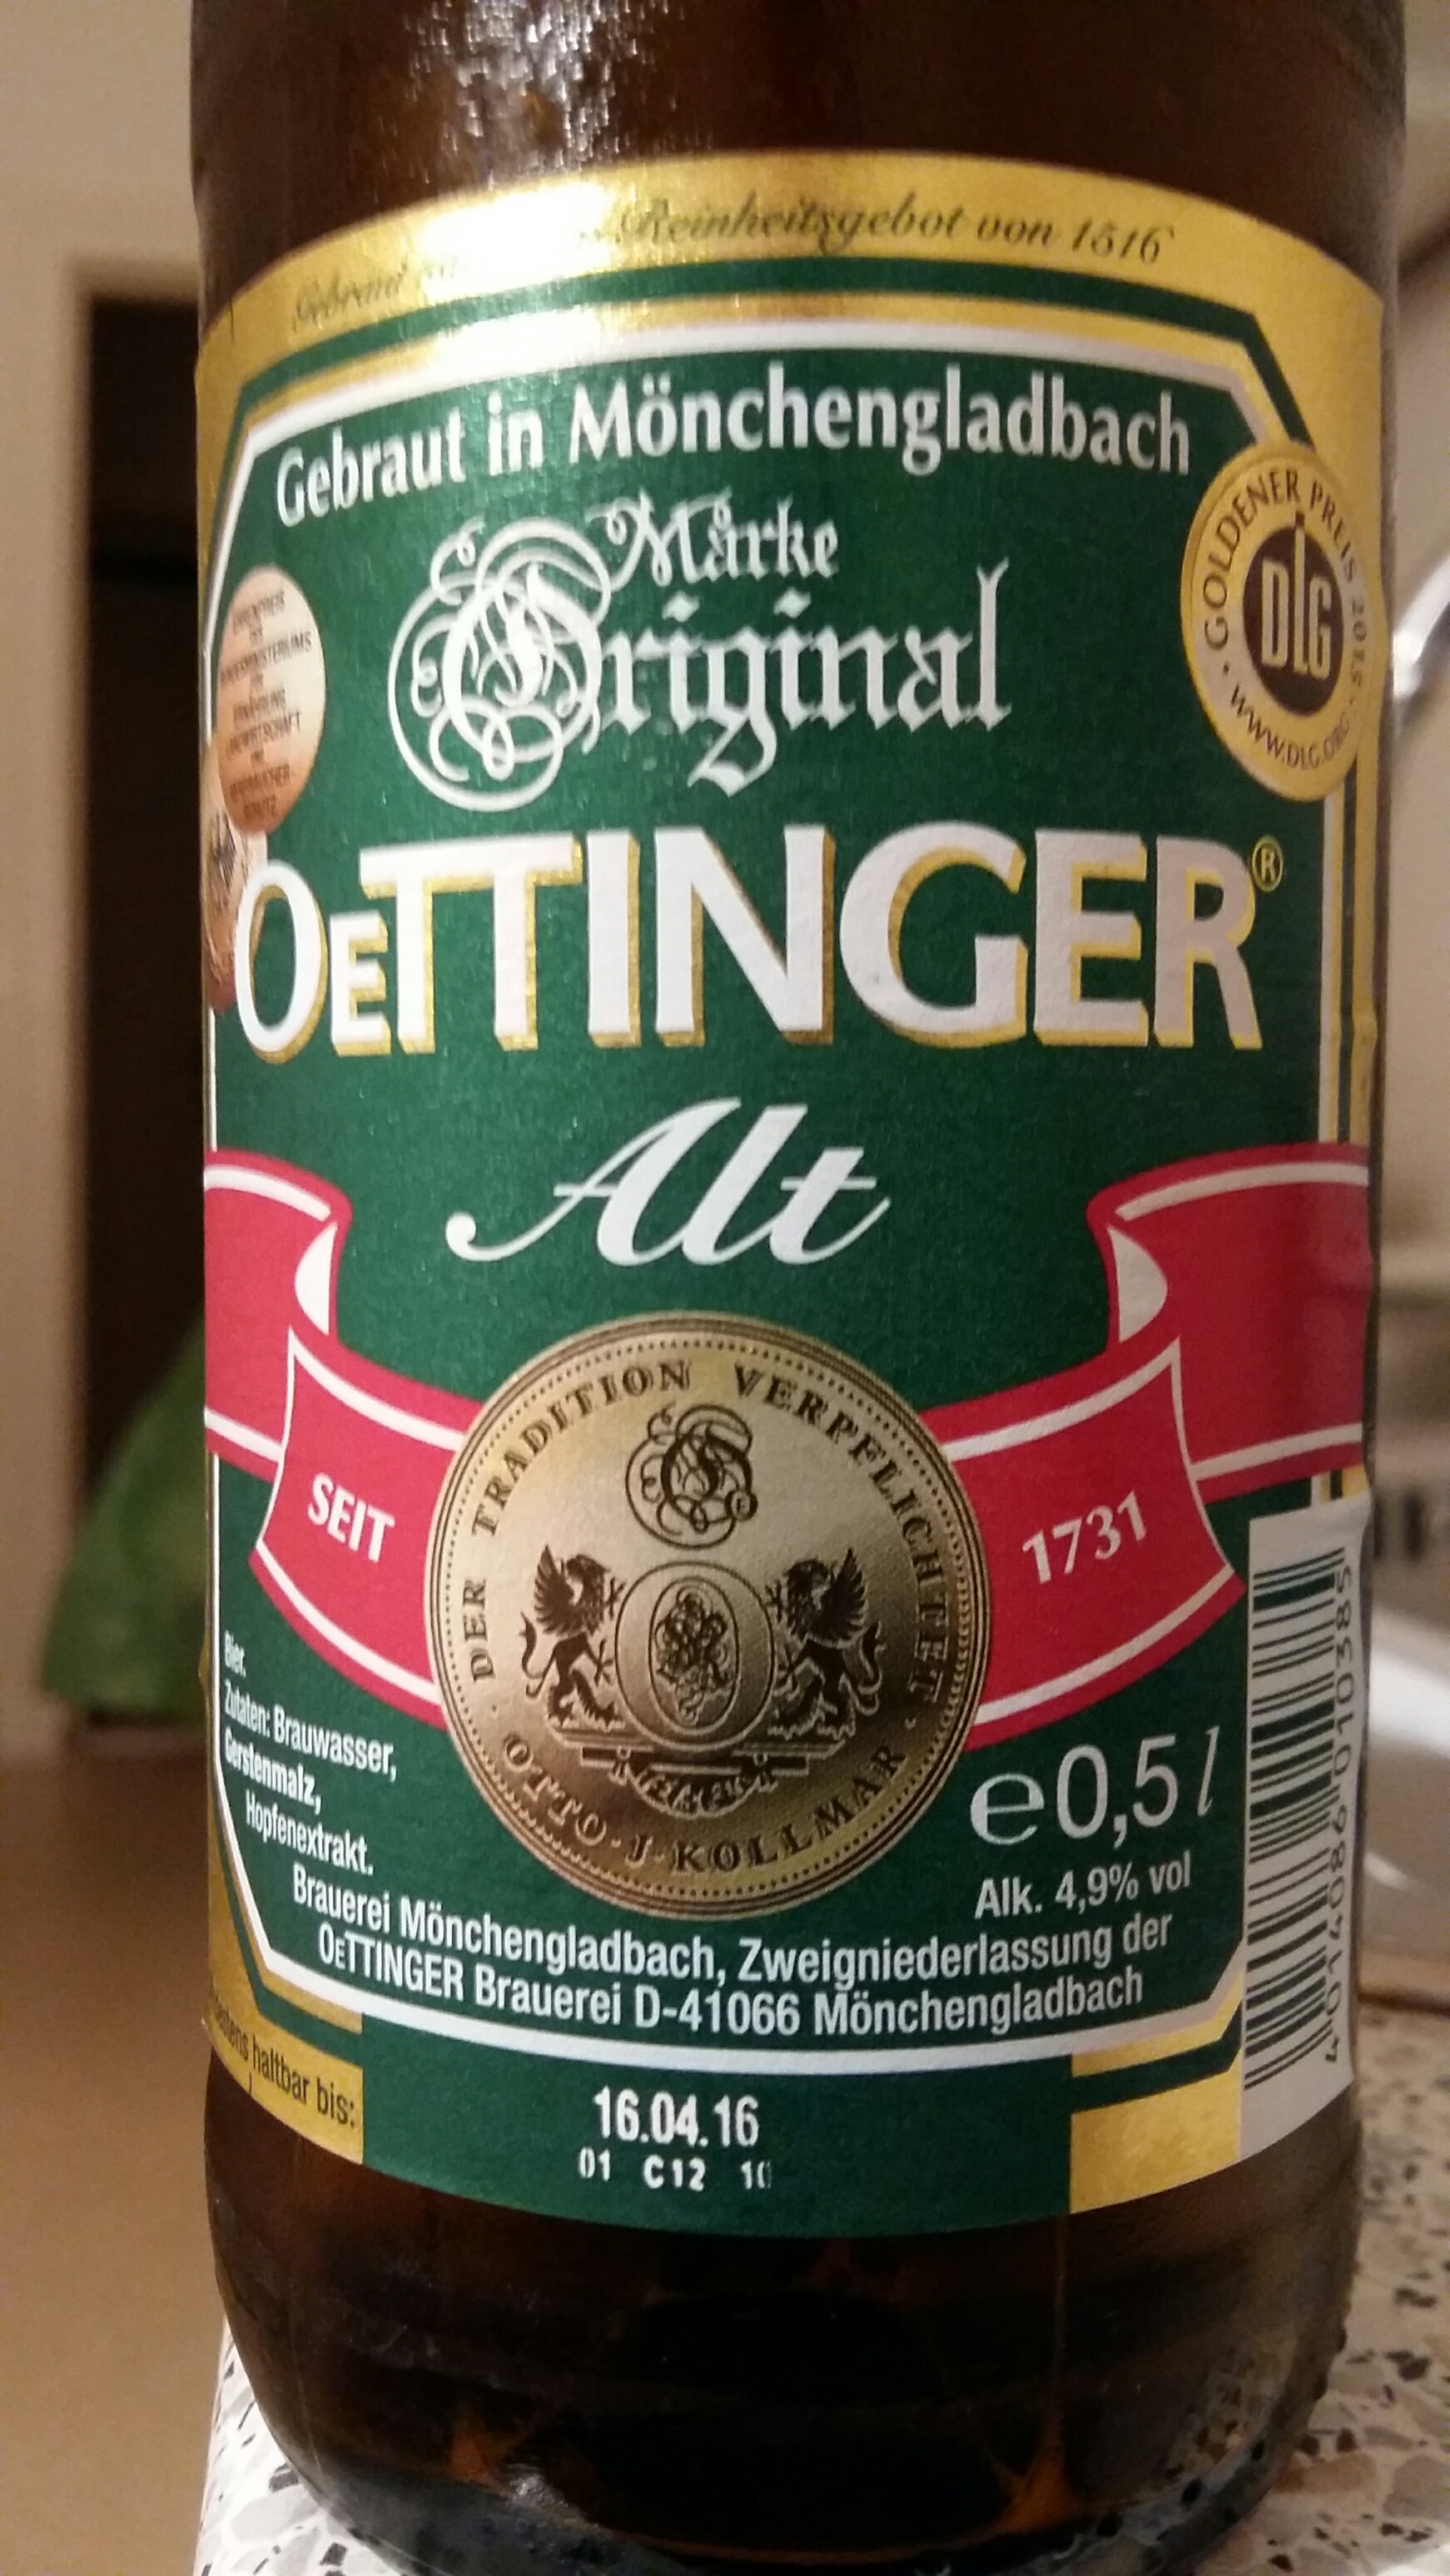 Gebraut Reinheitsgebot von 1516
Gebraut in Mönchengladbach
Marke
Original
GOLDENER PREIS 2015
DLG
WWW.DLG.ORG
OeTTINGER®
Alt
SEIT
1731
DER TRADITION VERPFLICHTET
O
OTTO·J·KOLLMAR
Bier.
Zutaten: Brauwasser,
Gerstenmalz,
Hopfenextrakt.
e0,5 l
Alk. 4,9% vol
Brauerei Mönchengladbach, Zweigniederlassung der
OeTTINGER Brauerei D-41066 Mönchengladbach
haltbar bis:
16.04.16
01 C12
4014086010385